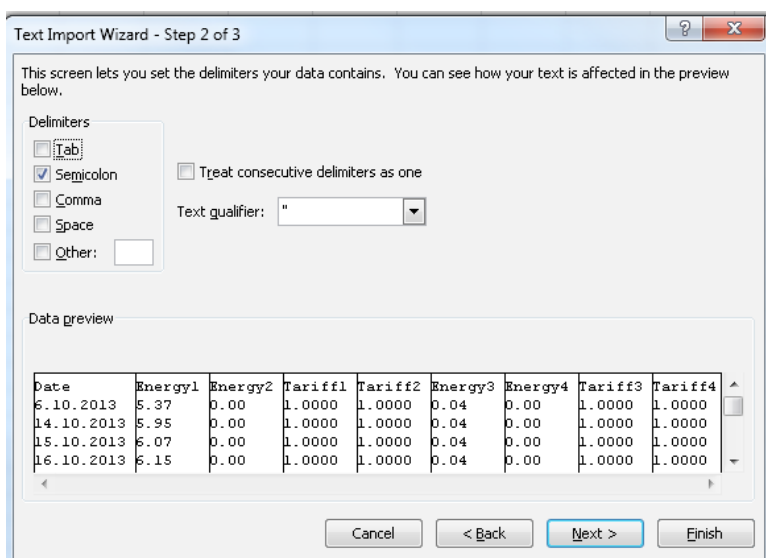 Text Import Wizard - Step 2 of 3
This screen lets you set the delimiters your data contains. You can see how your text is affected in the preview
below.
Delimiters
Tab
Semicolon
Comma
Space
Other:
Treat consecutive delimiters as one
Text qualifier: "
Data preview
Date Energy1 Energy2 Tariff1 Tariff2 Energy3 Energy4 Tariff3 Tariff4
6.10.2013 5.37 0.00 1.0000 1.0000 0.04 0.00 1.0000 1.0000
14.10.2013 5.95 0.00 1.0000 1.0000 0.04 0.00 1.0000 1.0000
15.10.2013 6.07 0.00 1.0000 1.0000 0.04 0.00 1.0000 1.0000
16.10.2013 6.15 0.00 1.0000 1.0000 0.04 0.00 1.0000 1.0000
Cancel < Back Next > Finish